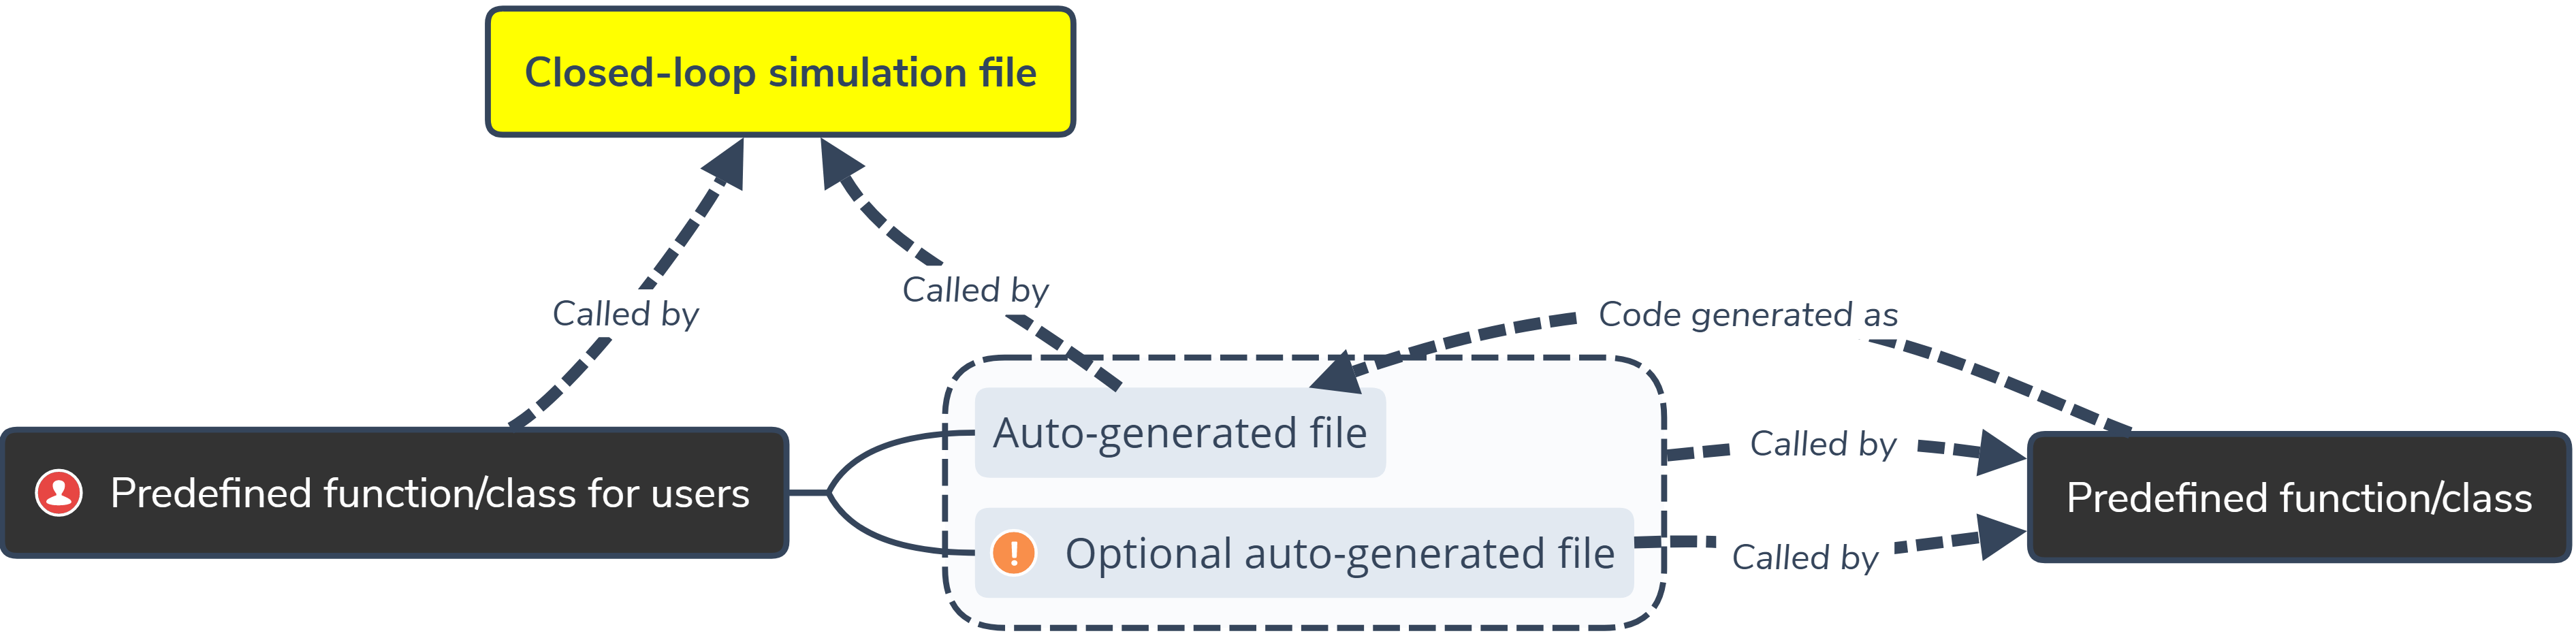 Closed-loop simulation file
Called by
Called by
Code generated as
Auto-generated file
Called by
Predefined function/class for users
Predefined function/class
! Optional auto-generated file
Called by